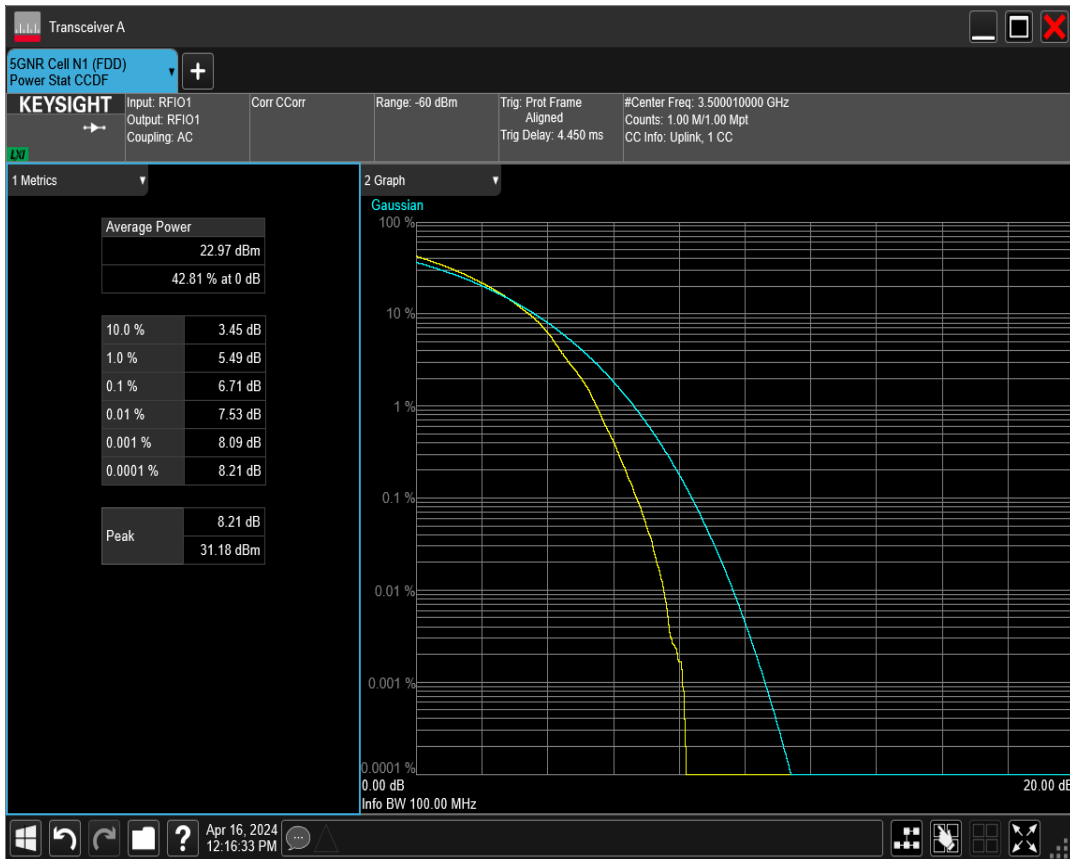 Transceiver A
5GNR Cell N1 (FDD)
Power Stat CCDF
KEYSIGHT
LXI
Input: RFIO1
Output: RFIO1
Coupling: AC
Corr CCorr
Range: -60 dBm
Trig: Prot Frame
Aligned
Trig Delay: 4.450 ms
#Center Freq: 3.500010000 GHz
Counts: 1.00 M/1.00 Mpt
CC Info: Uplink, 1 CC
1 Metrics
Average Power
22.97 dBm
42.81 % at 0 dB
10.0 % 3.45 dB
1.0 % 5.49 dB
0.1 % 6.71 dB
0.01 % 7.53 dB
0.001 % 8.09 dB
0.0001 % 8.21 dB
Peak
8.21 dB
31.18 dBm
2 Graph
Gaussian
100 %
10 %
1 %
0.1 %
0.01 %
0.001 %
0.0001 %
0.00 dB 20.00 dB
Info BW 100.00 MHz
?
Apr 16, 2024
12:16:33 PM